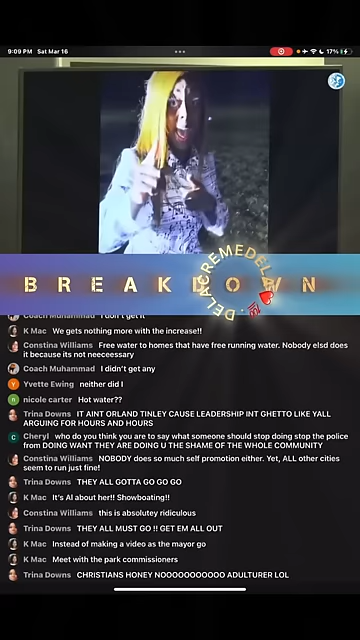 9:09 PM Sat Mar 16
17%
BREAKDOWN
DELACREMEDELA
Coach Muhammad I don't get it
K Mac We gets nothing more with the increase!!
Constina Williams Free water to homes that have free running water. Nobody elsd does
it because its not neecessary
Coach Muhammad I didn't get any
Yvette Ewing neither did I
nicole carter Hot water??
Trina Downs IT AINT ORLAND TINLEY CAUSE LEADERSHIP INT GHETTO LIKE YALL
ARGUING FOR HOURS AND HOURS
Cheryl who do you think you are to say what someone should stop doing stop the police
from DOING WANT THEY ARE DOING U THE SHAME OF THE WHOLE COMMUNITY
Constina Williams NOBODY does so much self promotion either. Yet, ALL other cities
seem to run just fine!
Trina Downs THEY ALL GOTTA GO GO GO
K Mac It's Al about her!! Showboating!!
Constina Williams this is absolutey ridiculous
Trina Downs THEY ALL MUST GO !! GET EM ALL OUT
K Mac Instead of making a video as the mayor go
K Mac Meet with the park commissioners
Trina Downs CHRISTIANS HONEY NOOOOOOOOOOO ADULTURER LOL